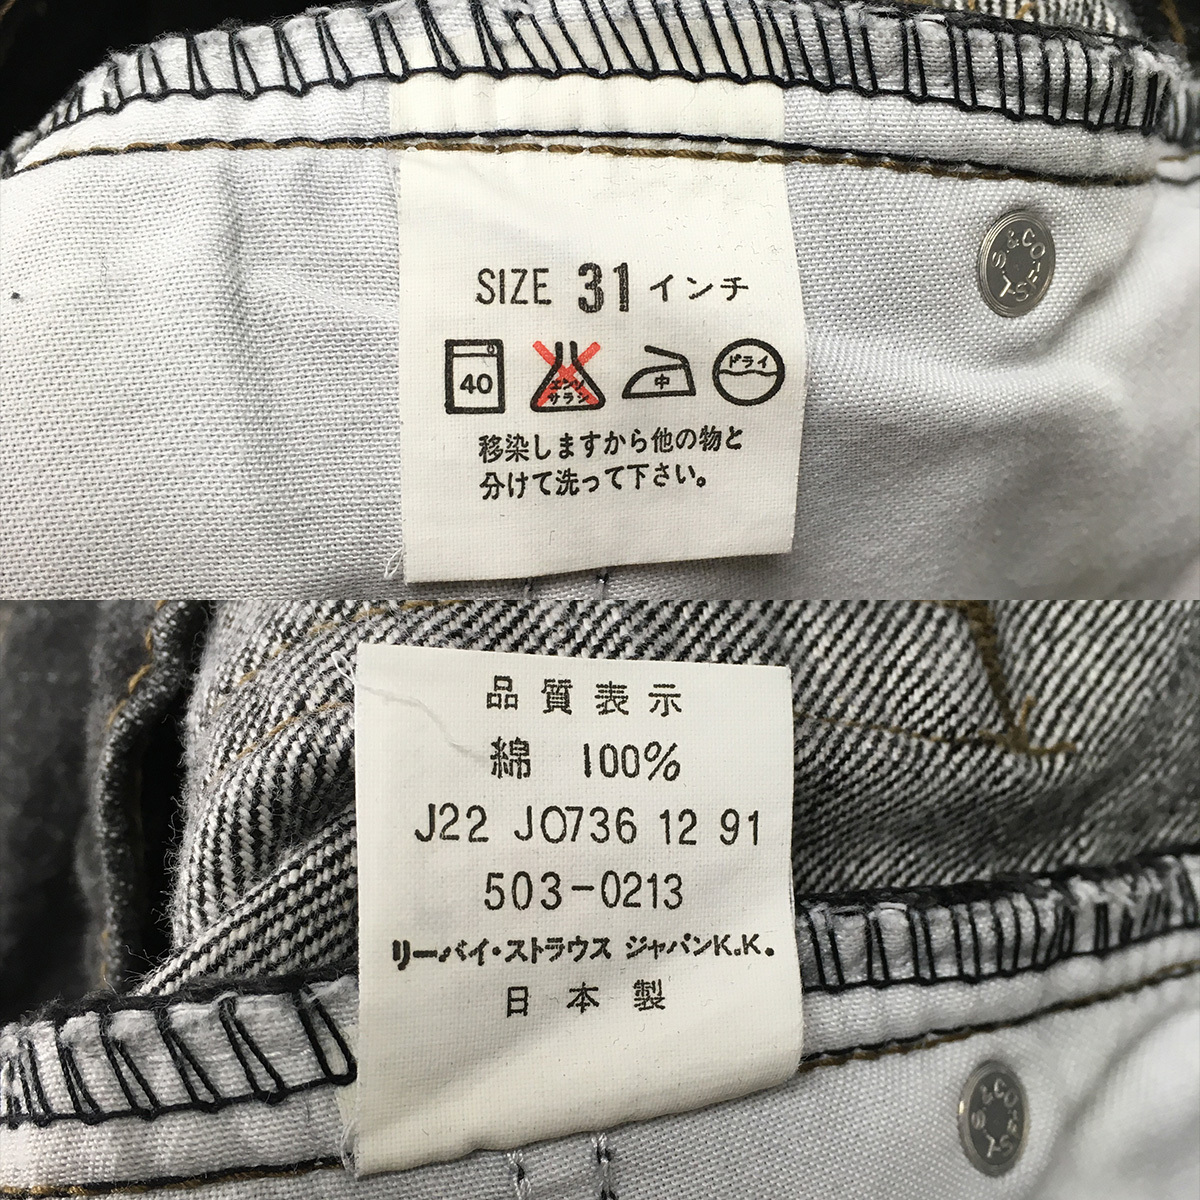 SIZE 31 インチ
40 エンソ サラシ 中 ドライ
移染しますから他の物と
分けて洗って下さい。
L.S.&CO-S.F.
品質表示
綿 100%
J22 J0736 12 91
503-0213
リーバイ・ストラウス ジャパンK.K.
日本製